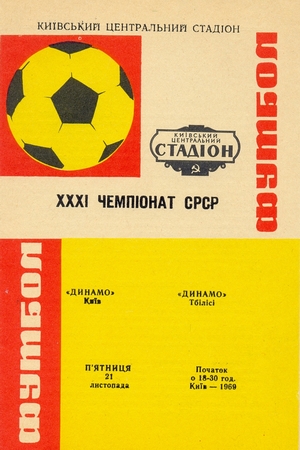 КИЇВСЬКИЙ ЦЕНТРАЛЬНИЙ СТАДІОН
ФУТБОЛ
КИЇВСЬКИЙ
ЦЕНТРАЛЬНИЙ
СТАДІОН
XXXI ЧЕМПІОНАТ СРСР
ФУТБОЛ
«ДИНАМО»
Київ
«ДИНАМО»
Тбілісі
П'ЯТНИЦЯ
21
листопада
Початок
о 18-30 год.
Київ — 1969